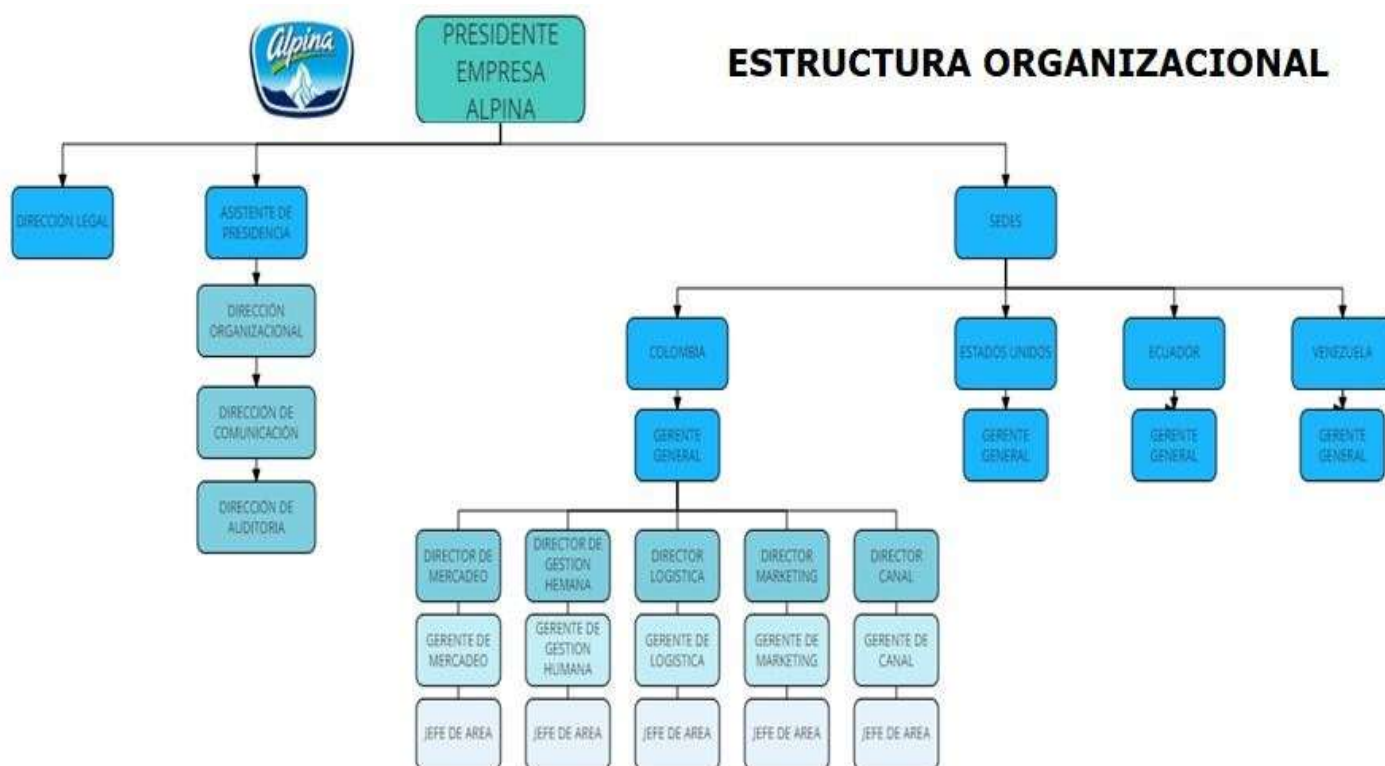 Alpina
PRESIDENTE
EMPRESA
ALPINA
ESTRUCTURA ORGANIZACIONAL
DIRECCIÓN LEGAL
ASISTENTE DE
PRESIDENCIA
SEDES
DIRECCIÓN
ORGANIZACIONAL
DIRECCIÓN DE
COMUNICACIÓN
DIRECCIÓN DE
AUDITORIA
COLOMBIA
ESTADOS UNIDOS
ECUADOR
VENEZUELA
GERENTE
GENERAL
GERENTE
GENERAL
GERENTE
GENERAL
GERENTE
GENERAL
DIRECTOR DE
MERCADEO
DIRECTOR DE
GESTION
HEMANA
DIRECTOR
LOGISTICA
DIRECTOR
MARKETING
DIRECTOR
CANAL
GERENTE DE
MERCADEO
GERENTE DE
GESTION
HUMANA
GERENTE DE
LOGISTICA
GERENTE DE
MARKETING
GERENTE DE
CANAL
JEFE DE AREA
JEFE DE AREA
JEFE DE AREA
JEFE DE AREA
JEFE DE AREA